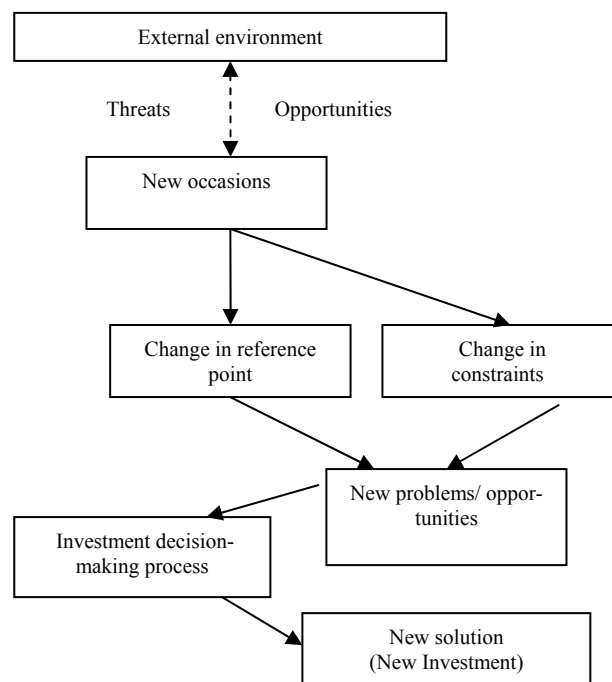 External environment
Threats
Opportunities
New occasions
Change in reference
point
Change in
constraints
New problems/ oppor-
tunities
Investment decision-
making process
New solution
(New Investment)